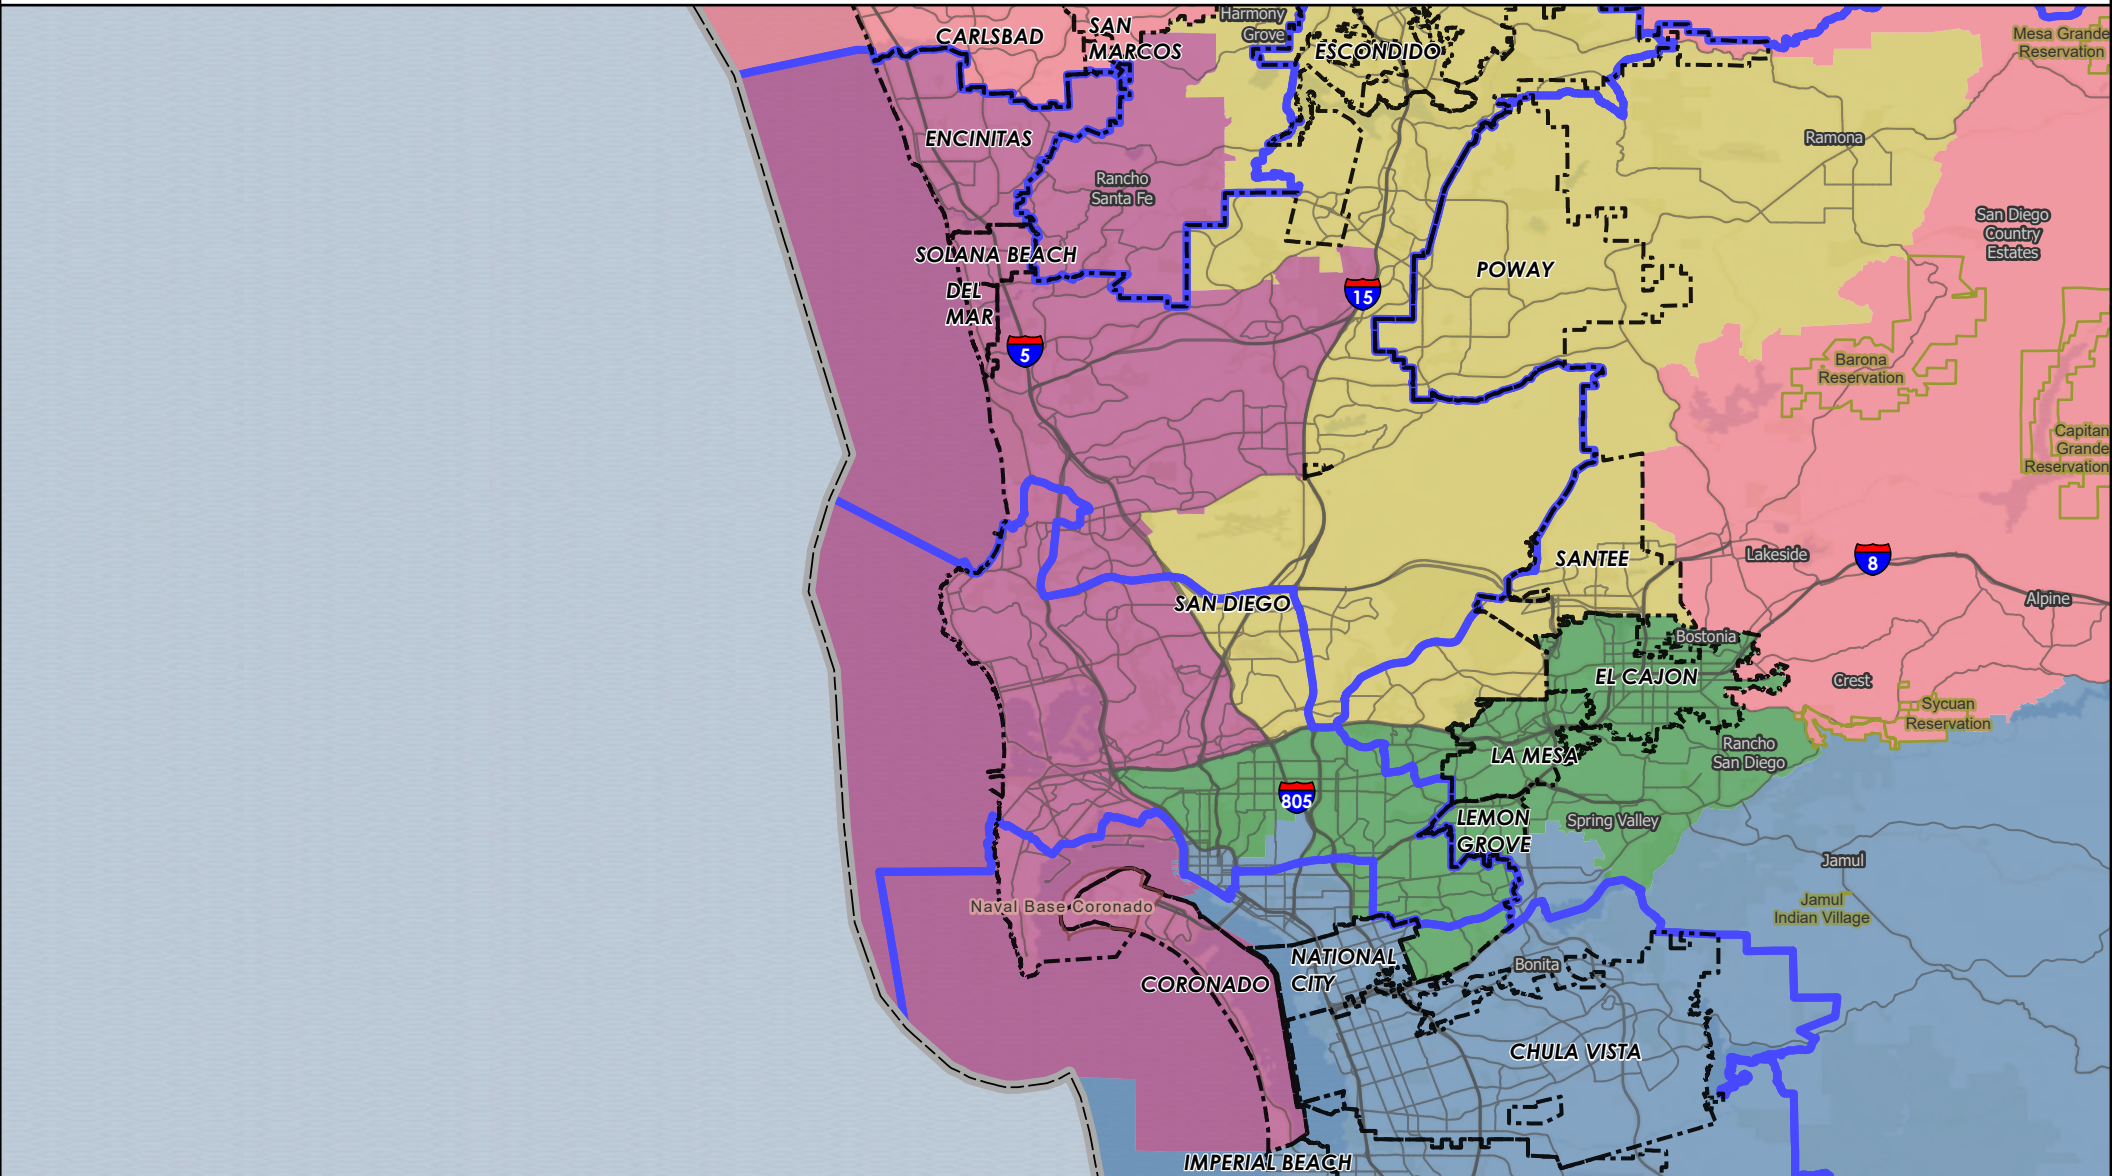 CARLSBAD
SAN
MARCOS
Harmony
Grove
ESCONDIDO
Mesa Grande
Reservation
ENCINITAS
Ramona
Rancho
Santa Fe
San Diego
Country
Estates
SOLANA BEACH
POWAY
DEL
MAR
15
5
Barona
Reservation
Capitan
Grande
Reservation
SANTEE
Lakeside
8
SAN DIEGO
Alpine
Bostonia
EL CAJON
Crest
Sycuan
Reservation
LA MESA
Rancho
San Diego
805
LEMON
GROVE
Spring Valley
Jamul
Naval Base Coronado
Jamul
Indian Village
NATIONAL
CITY
Bonita
CORONADO
CHULA VISTA
IMPERIAL BEACH